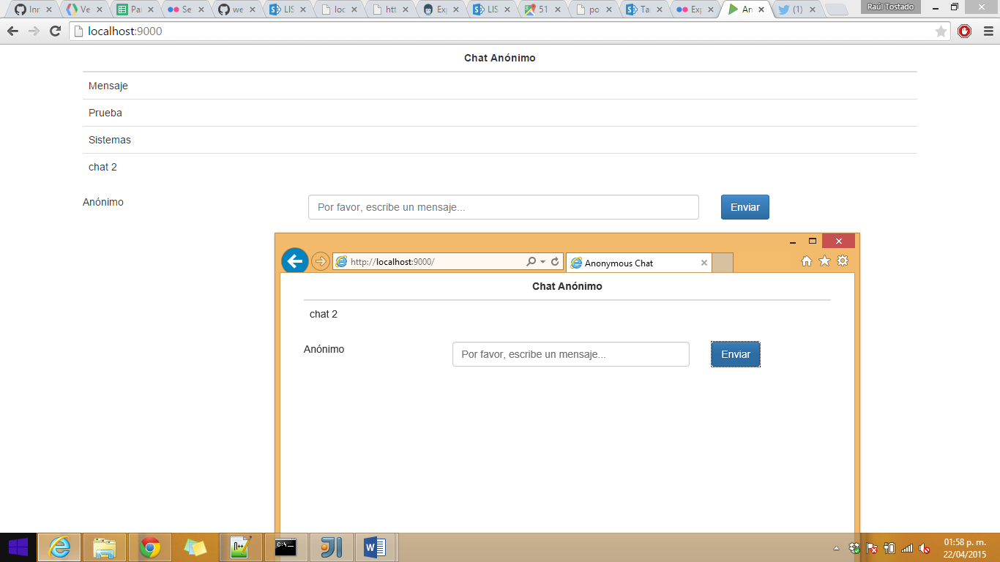 Inr Ve Par Se we LIS loc htt Exp LIS 51 po Ta Exp An (1) Raúl Tostado
localhost:9000
Chat Anónimo
Mensaje
Prueba
Sistemas
chat 2
Anónimo Por favor, escribe un mensaje... Enviar
http://localhost:9000/ Anonymous Chat
Chat Anónimo
chat 2
Anónimo Por favor, escribe un mensaje... Enviar
01:58 p. m.
22/04/2015